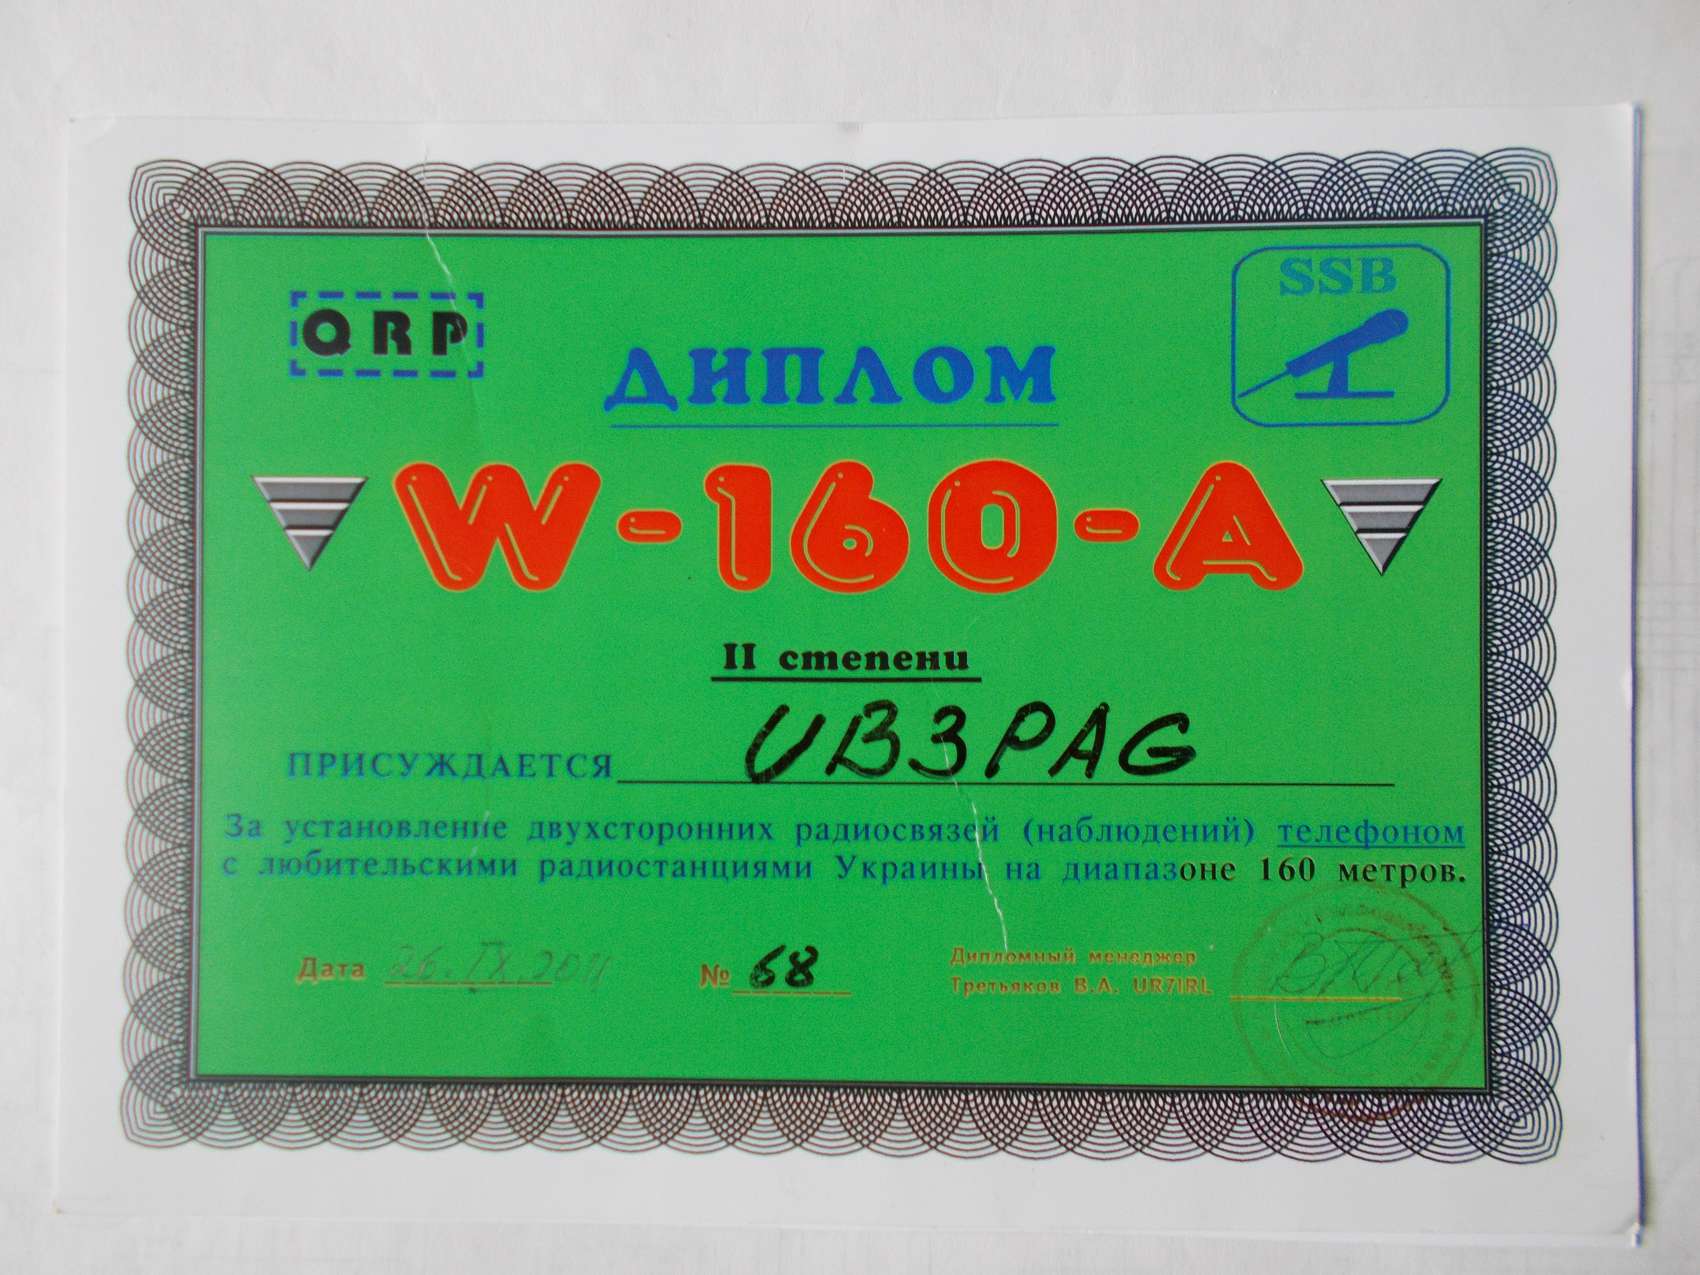 QRP
SSB
ДИПЛОМ
W-160-A
II степени
ПРИСУЖДАЕТСЯ UB3PAG
За установление двухсторонних радиосвязей (наблюдений) телефоном
с любительскими радиостанциями Украины на диапазоне 160 метров.
Дата 26.IX.2011 № 68
Дипломный менеджер
Третьяков В.А. UR7IRL